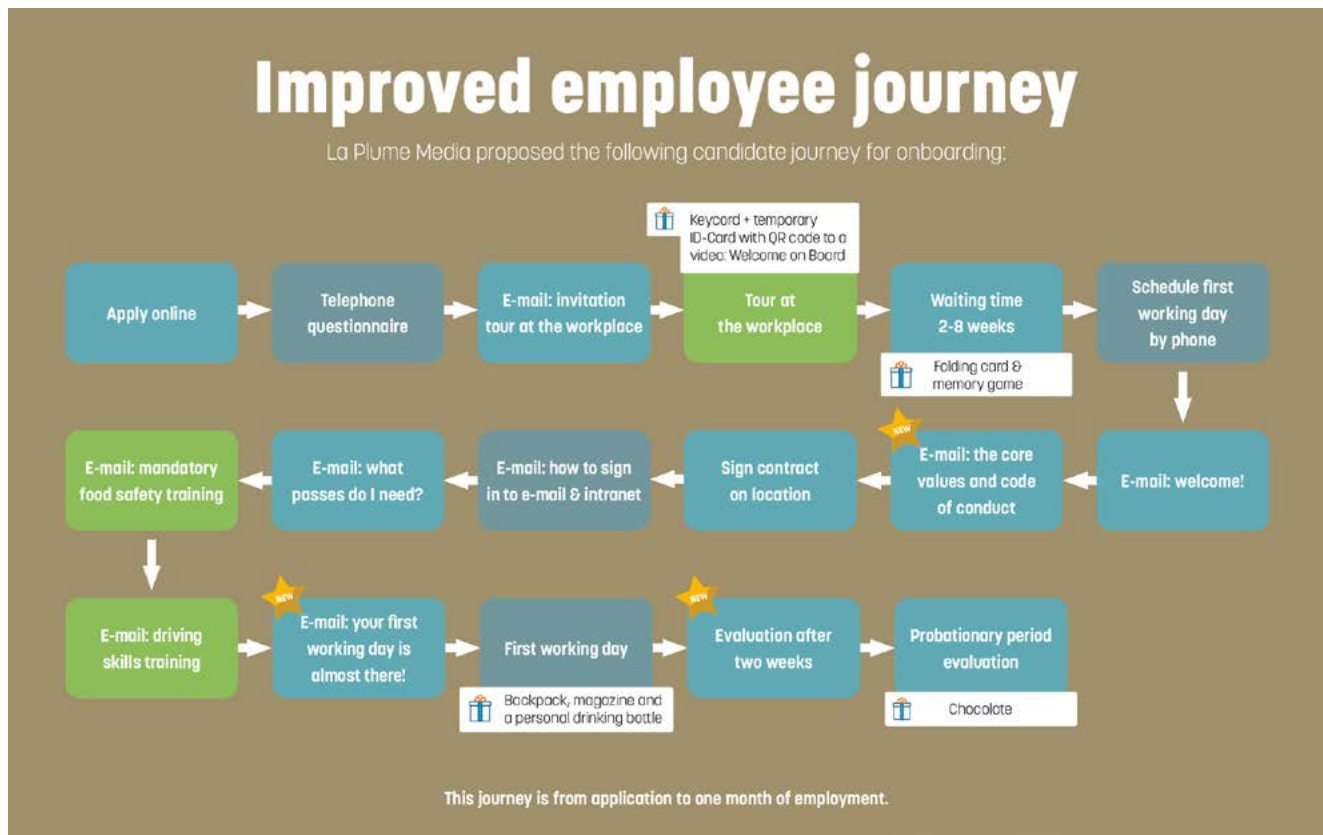 Improved employee journey
La Plume Media proposed the following candidate journey for onboarding:
Keycord + temporary
ID-Card with QR code to a
video: Welcome on Board
Apply online
Telephone
questionnaire
E-mail: invitation
tour at the workplace
Tour at
the workplace
Waiting time
2-8 weeks
Folding card &
memory game
Schedule first
working day
by phone
E-mail: welcome!
NEW
E-mail: the core
values and code
of conduct
Sign contract
on location
E-mail: how to sign
in to e-mail & intranet
E-mail: what
passes do I need?
E-mail: mandatory
food safety training
E-mail: driving
skills training
NEW
E-mail: your first
working day is
almost there!
First working day
Backpack, magazine and
a personal drinking bottle
NEW
Evaluation after
two weeks
Probationary period
evaluation
Chocolate
This journey is from application to one month of employment.